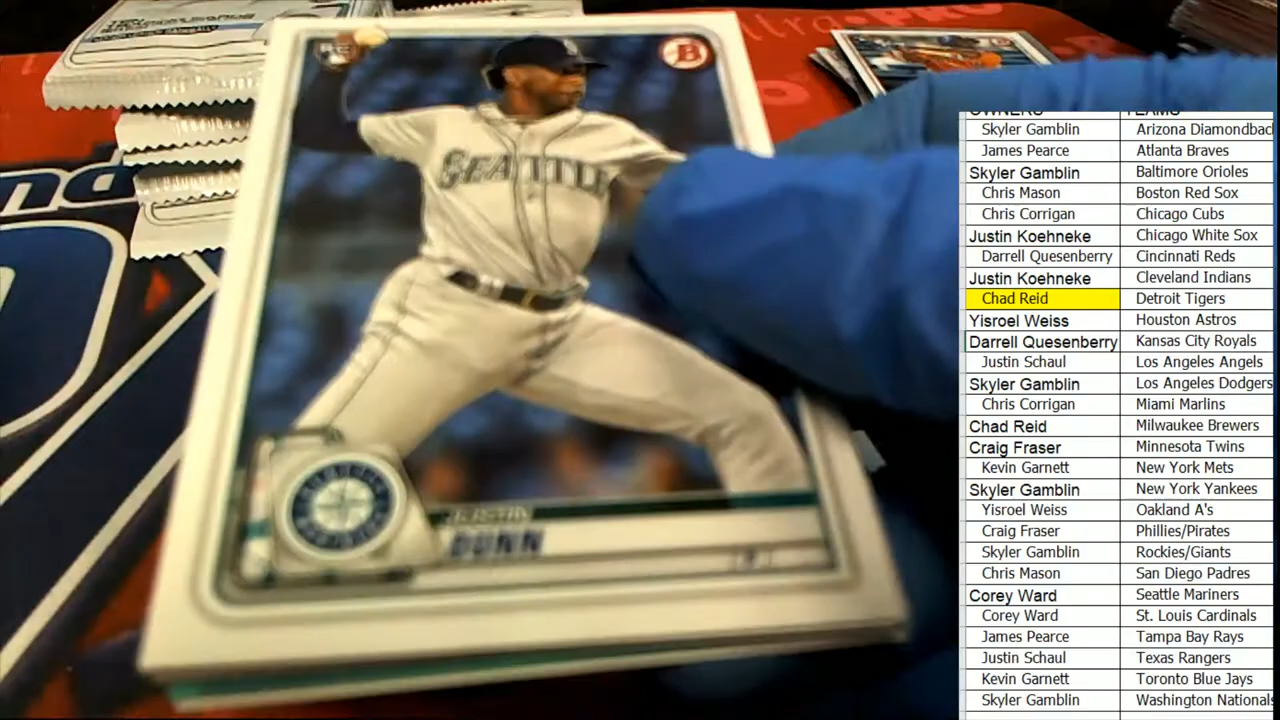 RC
B
SEATTLE
JUSTIN
DUNN
P
OWNERS TEAMS
Skyler Gamblin Arizona Diamondbac
James Pearce Atlanta Braves
Skyler Gamblin Baltimore Orioles
Chris Mason Boston Red Sox
Chris Corrigan Chicago Cubs
Justin Koehneke Chicago White Sox
Darrell Quesenberry Cincinnati Reds
Justin Koehneke Cleveland Indians
Chad Reid Detroit Tigers
Yisroel Weiss Houston Astros
Darrell Quesenberry Kansas City Royals
Justin Schaul Los Angeles Angels
Skyler Gamblin Los Angeles Dodgers
Chris Corrigan Miami Marlins
Chad Reid Milwaukee Brewers
Craig Fraser Minnesota Twins
Kevin Garnett New York Mets
Skyler Gamblin New York Yankees
Yisroel Weiss Oakland A's
Craig Fraser Phillies/Pirates
Skyler Gamblin Rockies/Giants
Chris Mason San Diego Padres
Corey Ward Seattle Mariners
Corey Ward St. Louis Cardinals
James Pearce Tampa Bay Rays
Justin Schaul Texas Rangers
Kevin Garnett Toronto Blue Jays
Skyler Gamblin Washington Nationals